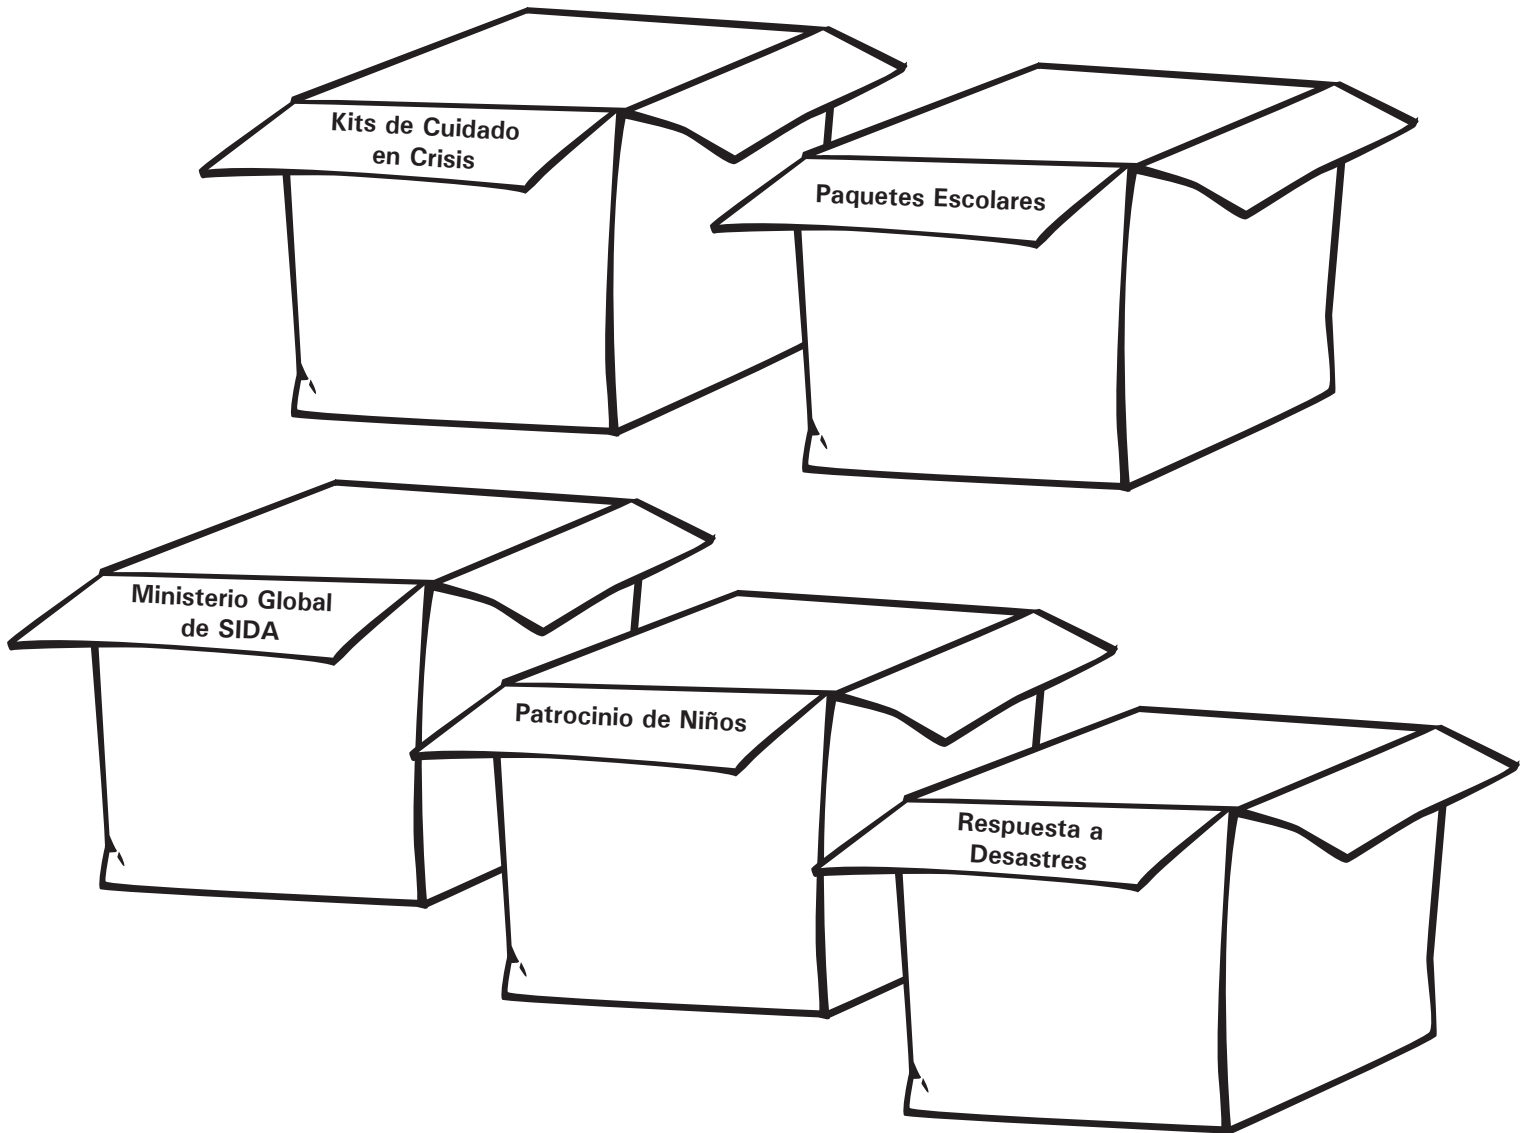 Kits de Cuidado
en Crisis
Paquetes Escolares
Ministerio Global
de SIDA
Patrocinio de Niños
Respuesta a
Desastres